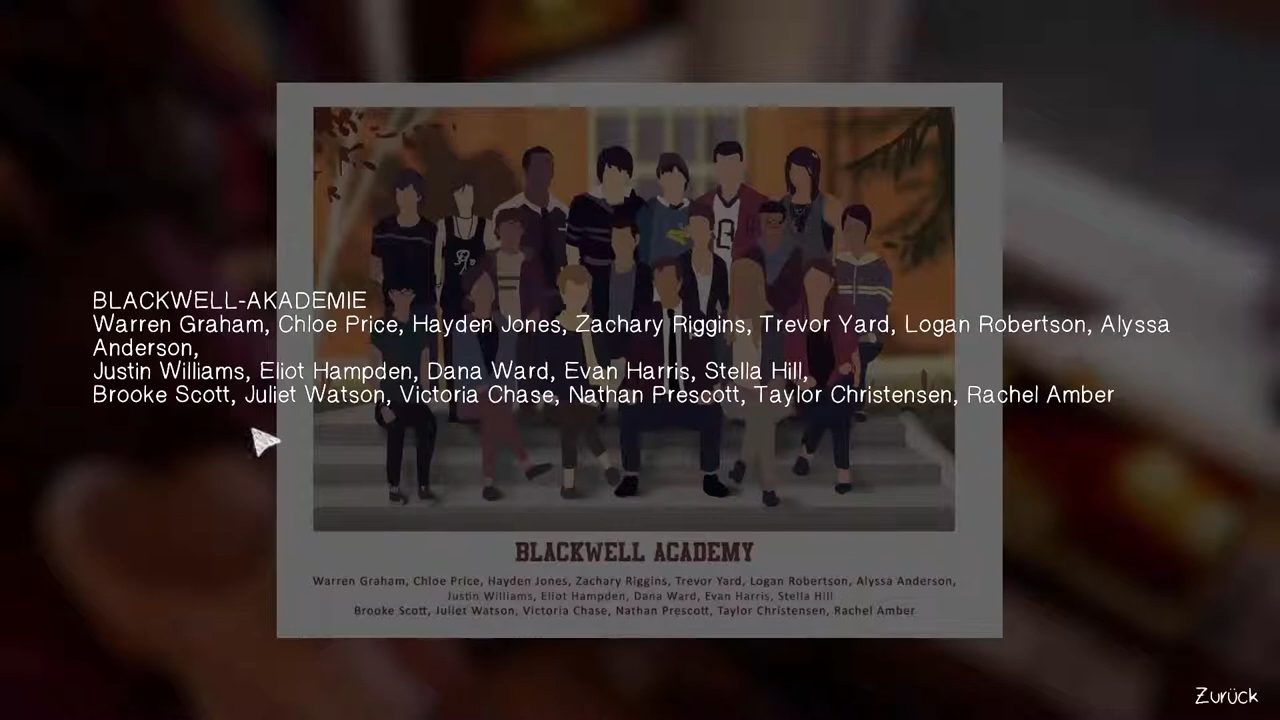 BLACKWELL-AKADEMIE
Warren Graham, Chloe Price, Hayden Jones, Zachary Riggins, Trevor Yard, Logan Robertson, Alyssa
Anderson,
Justin Williams, Eliot Hampden, Dana Ward, Evan Harris, Stella Hill,
Brooke Scott, Juliet Watson, Victoria Chase, Nathan Prescott, Taylor Christensen, Rachel Amber
BLACKWELL ACADEMY
Warren Graham, Chloe Price, Hayden Jones, Zachary Riggins, Trevor Yard, Logan Robertson, Alyssa Anderson,
Justin Williams, Eliot Hampden, Dana Ward, Evan Harris, Stella Hill
Brooke Scott, Juliet Watson, Victoria Chase, Nathan Prescott, Taylor Christensen, Rachel Amber
Zurück